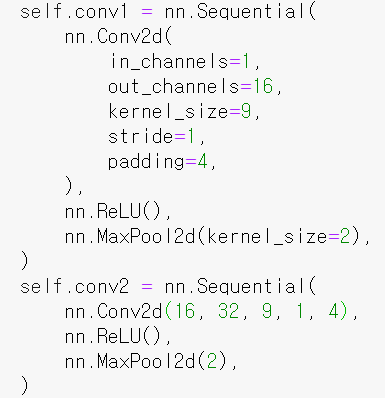 self.conv1 = nn.Sequential(
    nn.Conv2d(
        in_channels=1,
        out_channels=16,
        kernel_size=9,
        stride=1,
        padding=4,
    ),
    nn.ReLU(),
    nn.MaxPool2d(kernel_size=2),
)
self.conv2 = nn.Sequential(
    nn.Conv2d(16, 32, 9, 1, 4),
    nn.ReLU(),
    nn.MaxPool2d(2),
)